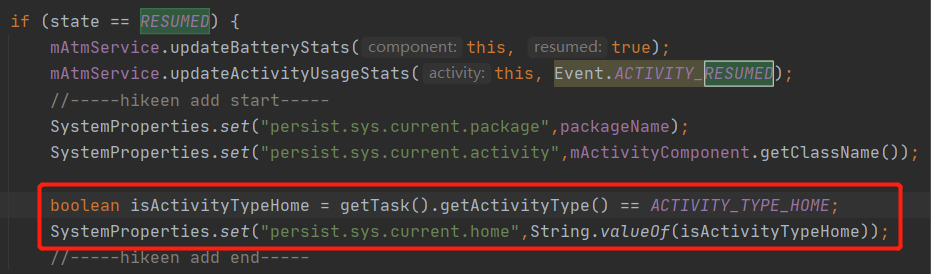 if (state == RESUMED) {
mAtmService.updateBatteryStats( component: this, resumed: true);
mAtmService.updateActivityUsageStats( activity: this, Event.ACTIVITY_RESUMED);
//-----hikeen add start-----
SystemProperties.set("persist.sys.current.package",packageName);
SystemProperties.set("persist.sys.current.activity",mActivityComponent.getClassName());
boolean isActivityTypeHome = getTask().getActivityType() == ACTIVITY_TYPE_HOME;
SystemProperties.set("persist.sys.current.home",String.valueOf(isActivityTypeHome));
//-----hikeen add end-----